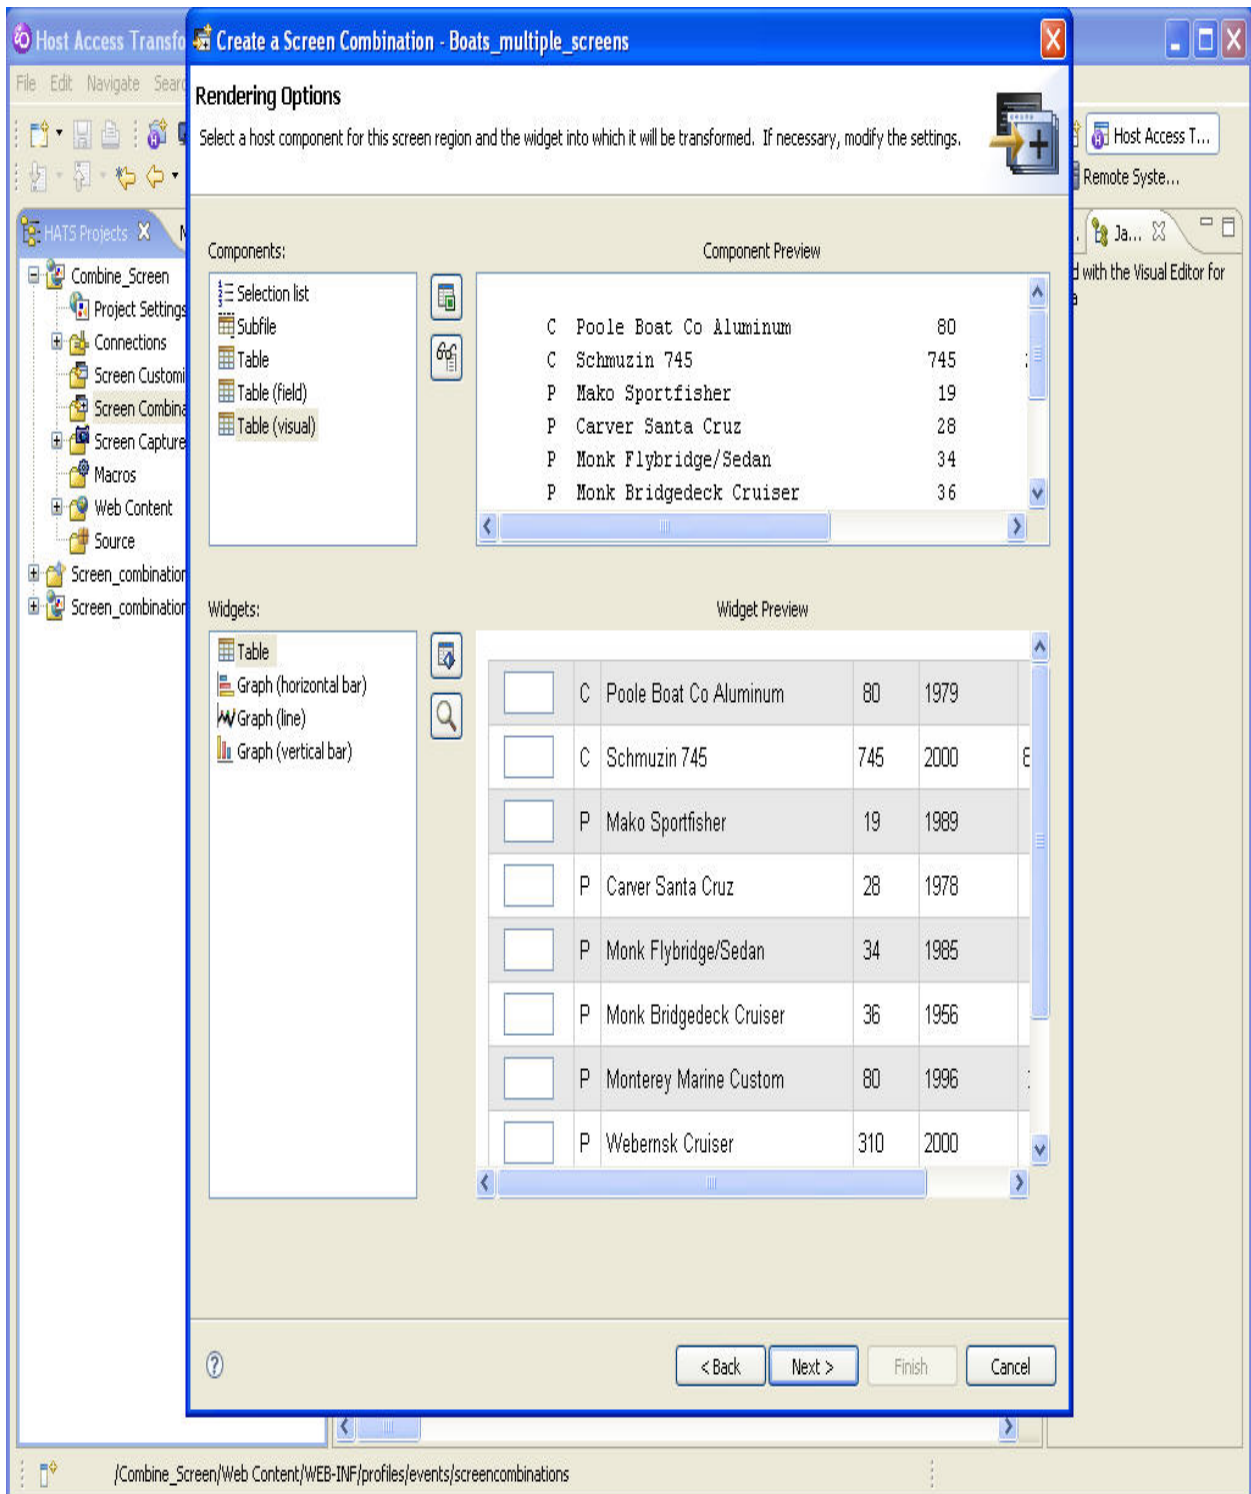 Host Access Transfo
Create a Screen Combination - Boats_multiple_screens
File Edit Navigate Searc
Rendering Options
Select a host component for this screen region and the widget into which it will be transformed. If necessary, modify the settings.
Host Access T...
Remote Syste...
HATS Projects
Ja...
d with the Visual Editor for
a
Combine_Screen
Project Settings
Connections
Screen Customi
Screen Combina
Screen Capture
Macros
Web Content
Source
Screen_combination
Screen_combination
Components:
Selection list
Subfile
Table
Table (field)
Table (visual)
Component Preview
C Poole Boat Co Aluminum 80
C Schmuzin 745 745
P Mako Sportfisher 19
P Carver Santa Cruz 28
P Monk Flybridge/Sedan 34
P Monk Bridgedeck Cruiser 36
Widgets:
Table
Graph (horizontal bar)
Graph (line)
Graph (vertical bar)
Widget Preview
C Poole Boat Co Aluminum 80 1979
C Schmuzin 745 745 2000
P Mako Sportfisher 19 1989
P Carver Santa Cruz 28 1978
P Monk Flybridge/Sedan 34 1985
P Monk Bridgedeck Cruiser 36 1956
P Monterey Marine Custom 80 1996
P Webernsk Cruiser 310 2000
< Back
Next >
Finish
Cancel
/Combine_Screen/Web Content/WEB-INF/profiles/events/screencombinations